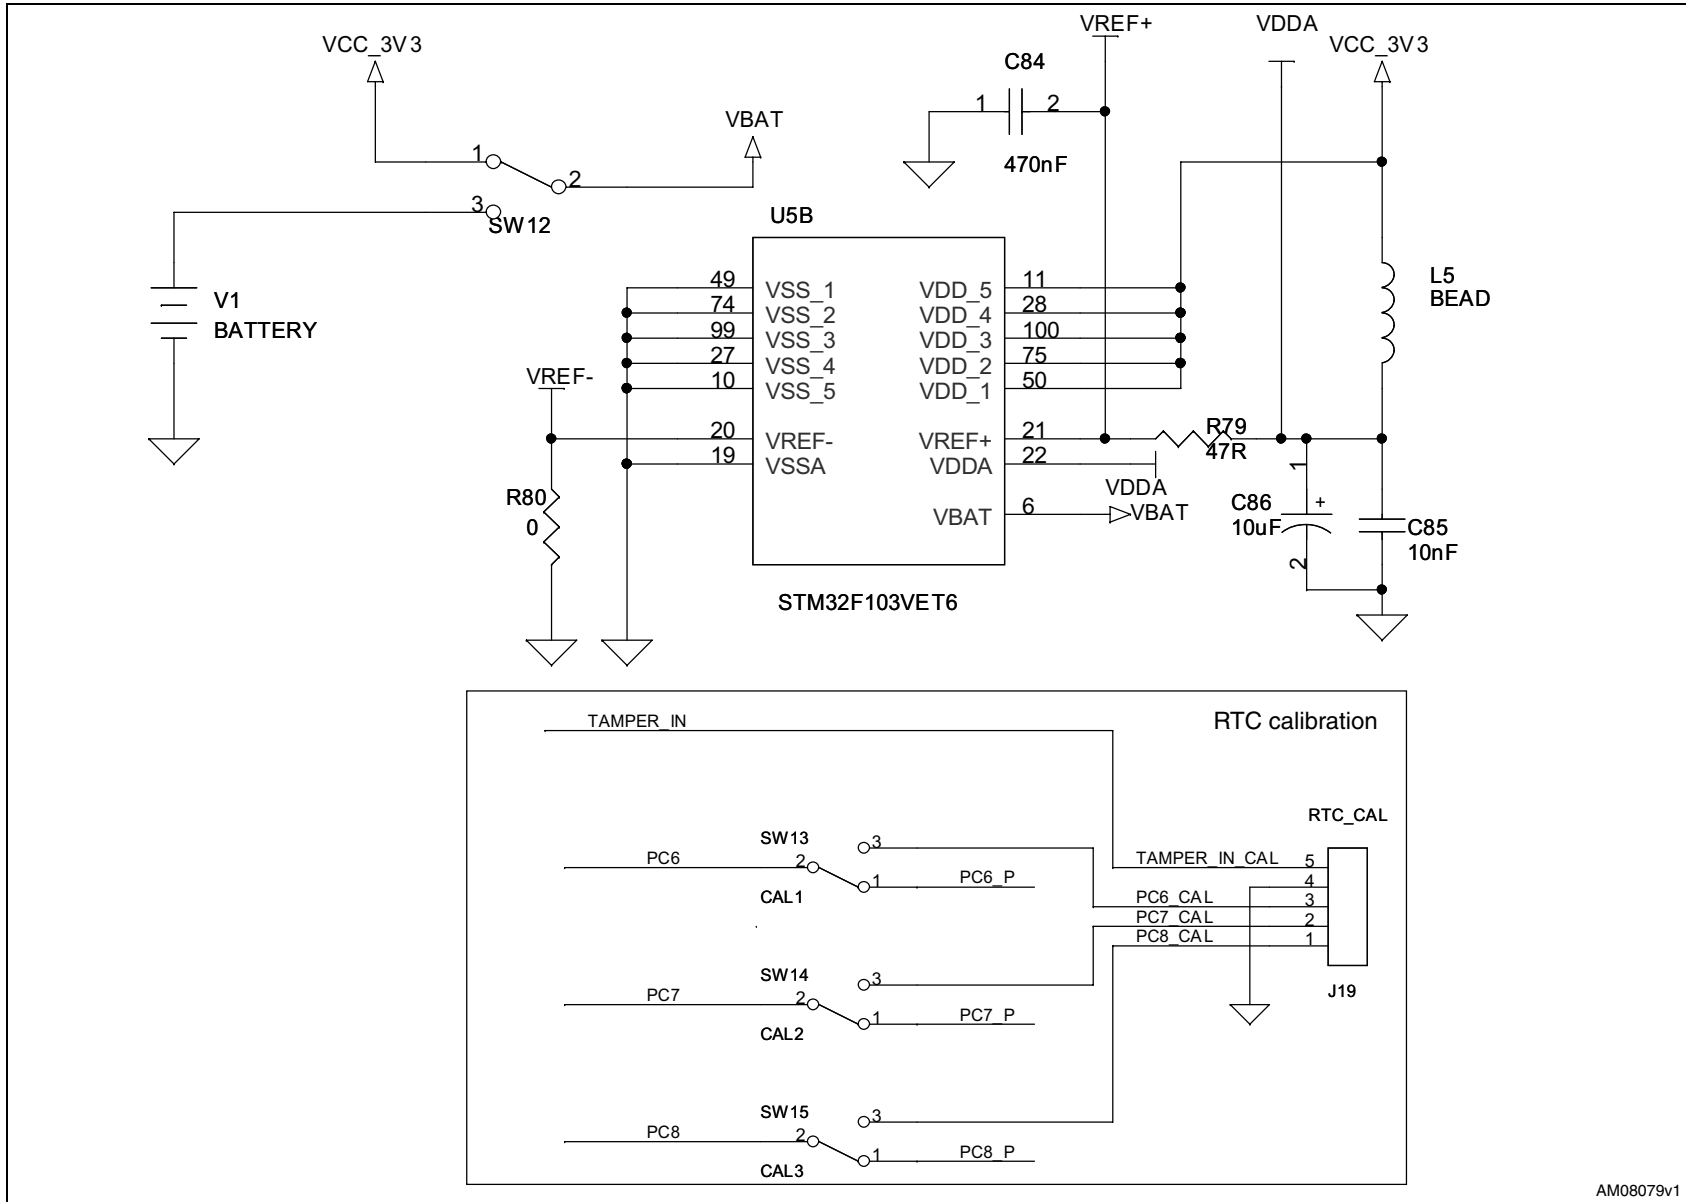 VREF+
VDDA
VCC_3V3
VCC_3V3
C84
1
2
470nF
VBAT
1
2
3
SW12
U5B
V1
BATTERY
49
VSS_1
VDD_5
11
74
VSS_2
VDD_4
28
99
VSS_3
VDD_3
100
27
VSS_4
VDD_2
75
10
VSS_5
VDD_1
50
L5
BEAD
VREF-
20
VREF-
VREF+
21
R79
47R
19
VSSA
VDDA
22
VDDA
VBAT
6
VBAT
R80
0
1
C86
10uF
+
2
C85
10nF
STM32F103VET6
TAMPER_IN
RTC calibration
RTC_CAL
SW13
3
PC6
2
1
PC6_P
CAL1
TAMPER_IN_CAL
5
4
PC6_CAL
3
PC7_CAL
2
PC8_CAL
1
J19
SW14
3
PC7
2
1
PC7_P
CAL2
SW15
3
PC8
2
1
PC8_P
CAL3
AM08079v1